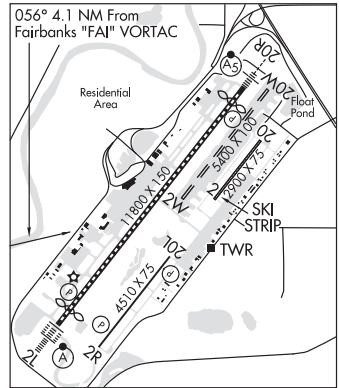 056° 4.1 NM From
Fairbanks "FAI" VORTAC
20R
A5
20W
Residential
Area
P
Float
Pond
20
5400 X 100
11800 X 150
2900 X 75
2
2W
SKI
STRIP
20L
TWR
P
4510 X 75
P
P
2L
A
2R